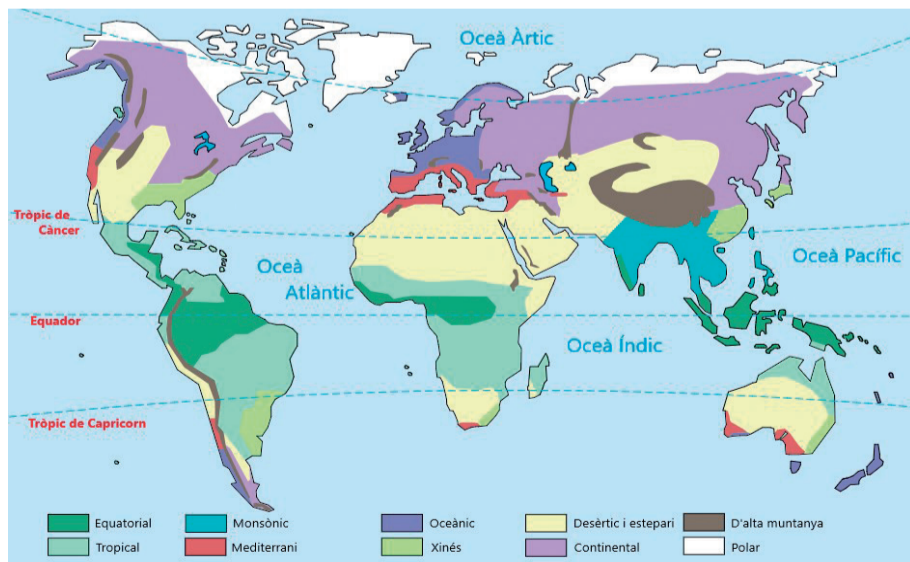 Oceà Àrtic
Tròpic de
Càncer
Oceà
Atlàntic
Oceà Pacífic
Equador
Oceà Índic
Tròpic de Capricorn
Equatorial
Monsònic
Oceànic
Desèrtic i estepari
D'alta muntanya
Tropical
Mediterrani
Xinés
Continental
Polar